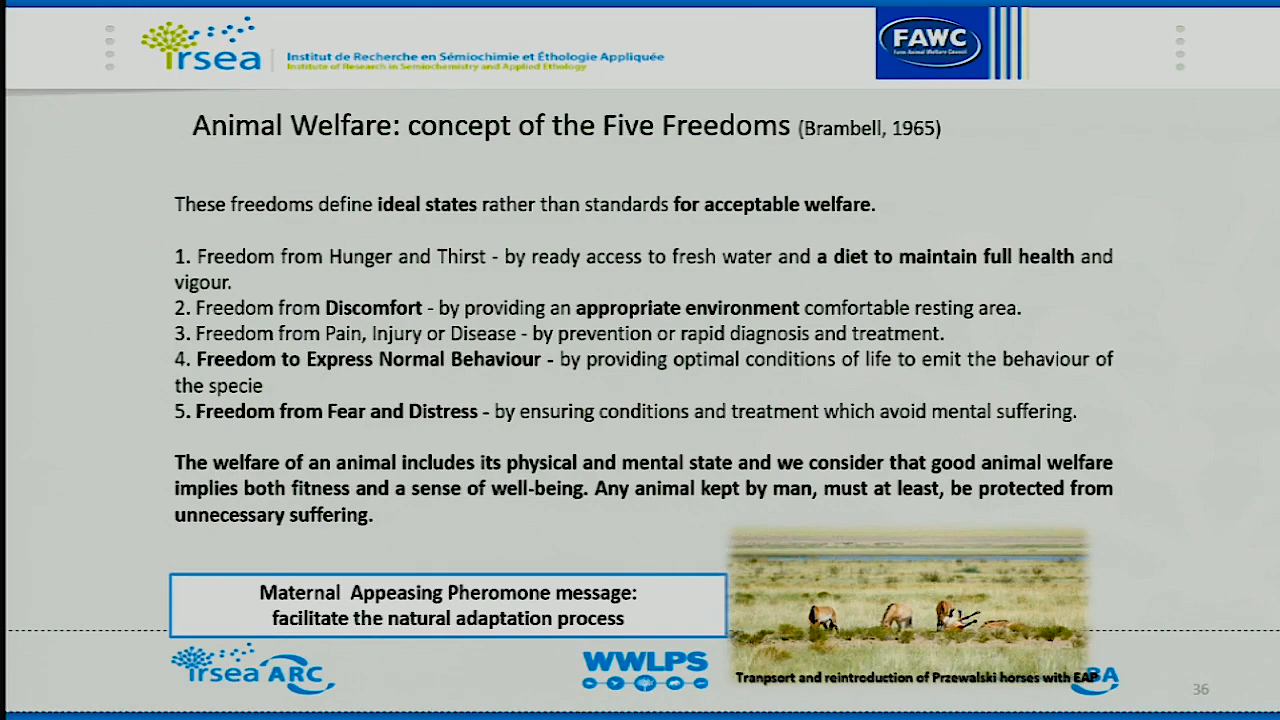 irsea
Institut de Recherche en Sémiochimie et Éthologie Appliquée
Institute of Research in Semiochemistry and Applied Ethology
FAWC
Farm Animal Welfare Council
Animal Welfare: concept of the Five Freedoms (Brambell, 1965)
These freedoms define ideal states rather than standards for acceptable welfare.
1. Freedom from Hunger and Thirst - by ready access to fresh water and a diet to maintain full health and
vigour.
2. Freedom from Discomfort - by providing an appropriate environment comfortable resting area.
3. Freedom from Pain, Injury or Disease - by prevention or rapid diagnosis and treatment.
4. Freedom to Express Normal Behaviour - by providing optimal conditions of life to emit the behaviour of
the specie
5. Freedom from Fear and Distress - by ensuring conditions and treatment which avoid mental suffering.
The welfare of an animal includes its physical and mental state and we consider that good animal welfare
implies both fitness and a sense of well-being. Any animal kept by man, must at least, be protected from
unnecessary suffering.
Maternal Appeasing Pheromone message:
facilitate the natural adaptation process
irsea ARC
WWLPS
Tranpsort and reintroduction of Przewalski horses with EAP
36